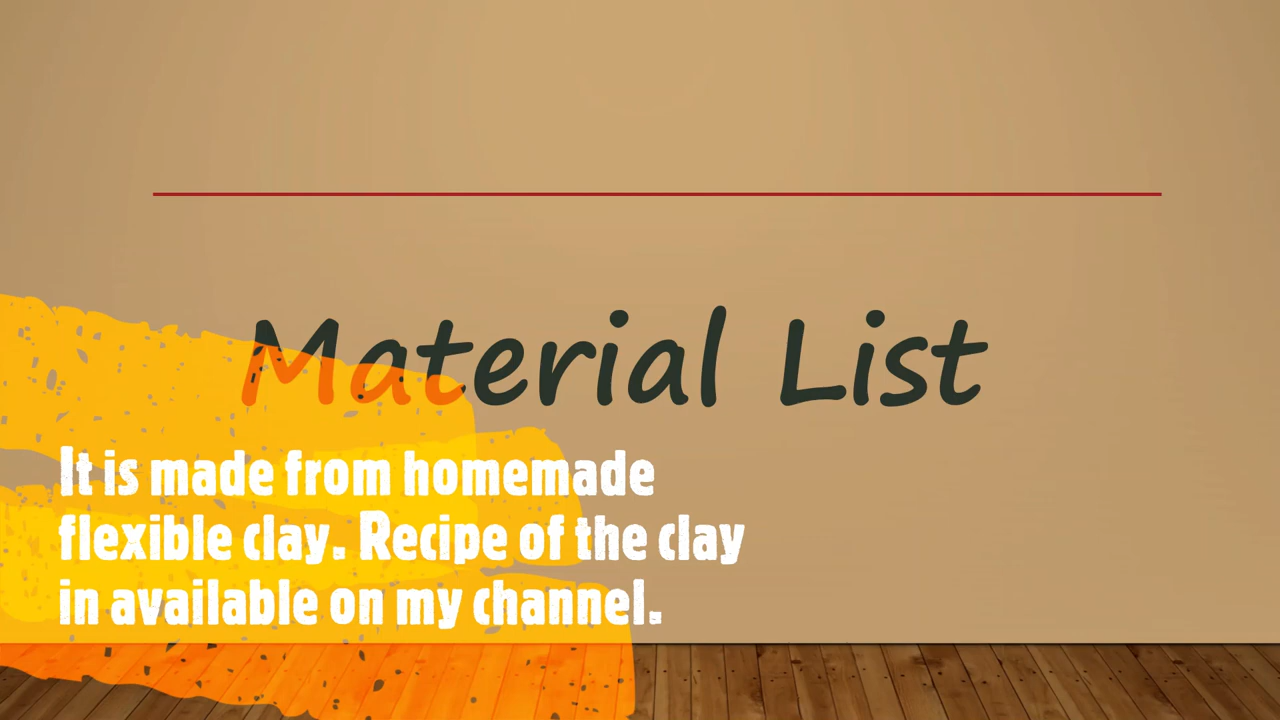 Material List
It is made from homemade
flexible clay. Recipe of the clay
in available on my channel.